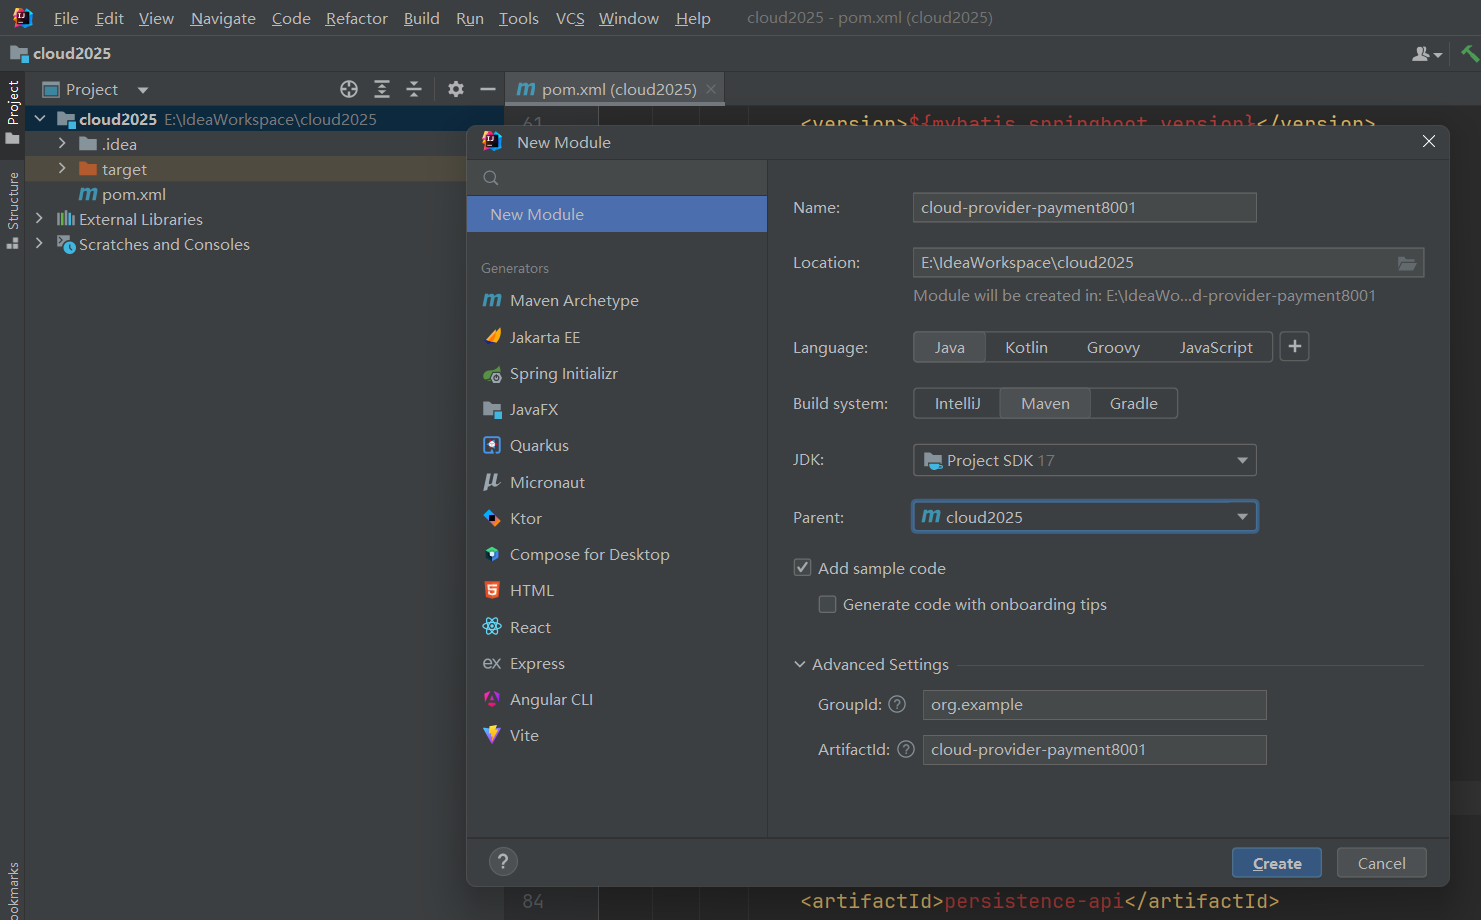 File Edit View Navigate Code Refactor Build Run Tools VCS Window Help cloud2025 - pom.xml (cloud2025)
cloud2025
Project
Project
pom.xml (cloud2025)
cloud2025 E:\IdeaWorkspace\cloud2025
.idea
target
pom.xml
External Libraries
Scratches and Consoles
Structure
ookmarks
61
<version>${mybatis.springboot.version}</version>
New Module
New Module
Generators
Maven Archetype
Jakarta EE
Spring Initializr
JavaFX
Quarkus
Micronaut
Ktor
Compose for Desktop
HTML
React
Express
Angular CLI
Vite
Name: cloud-provider-payment8001
Location: E:\IdeaWorkspace\cloud2025
Module will be created in: E:\IdeaWo...d-provider-payment8001
Language: Java Kotlin Groovy JavaScript +
Build system: IntelliJ Maven Gradle
JDK: Project SDK 17
Parent: cloud2025
Add sample code
Generate code with onboarding tips
Advanced Settings
GroupId: ? org.example
ArtifactId: ? cloud-provider-payment8001
? Create Cancel
84 <artifactId>persistence-api</artifactId>